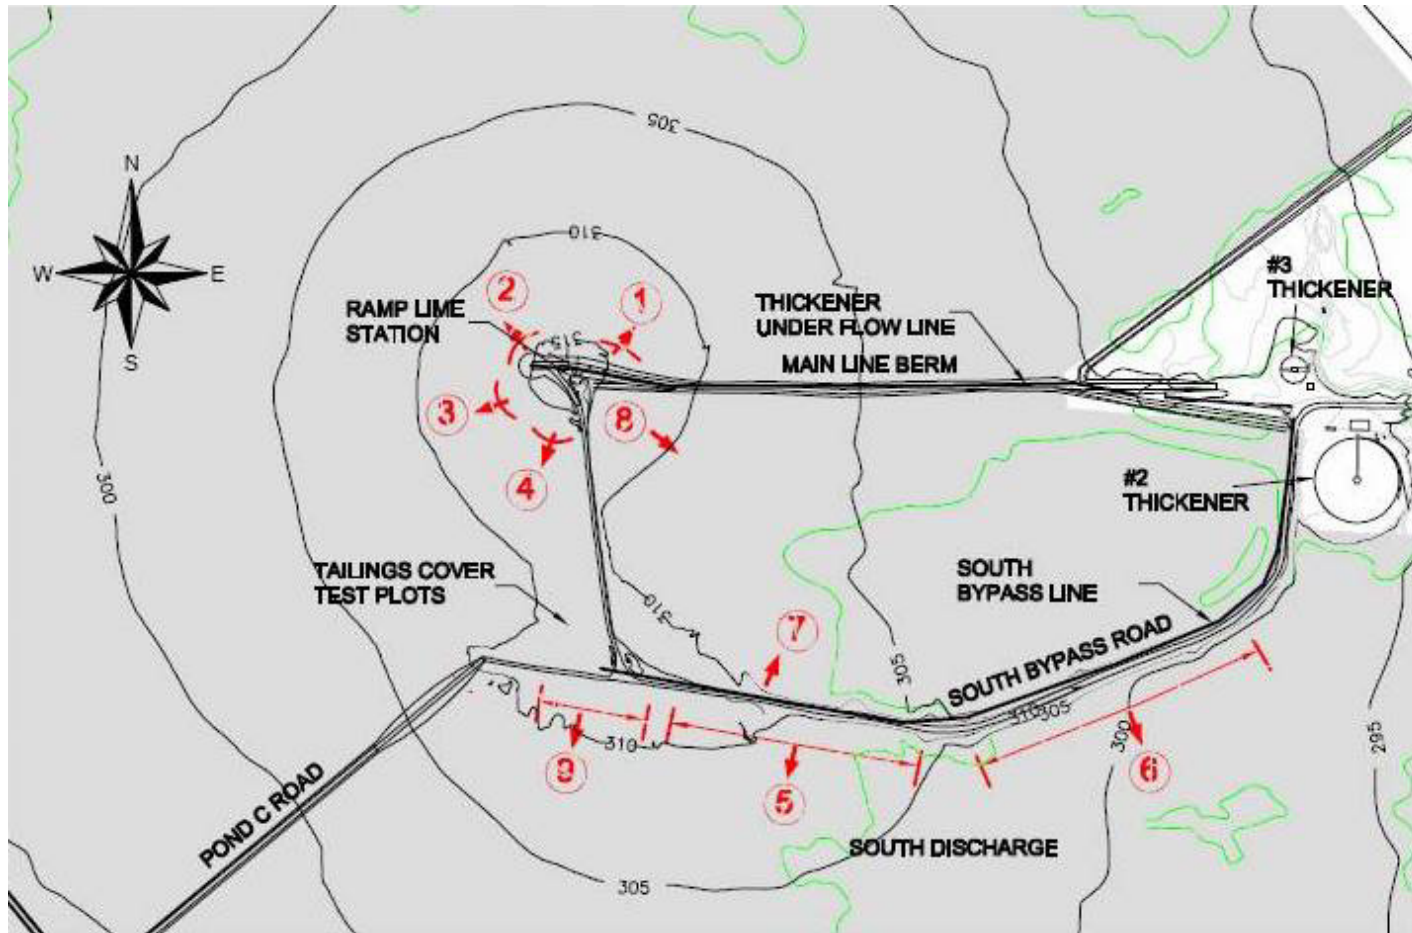 305
N
W
E
S
310
2
1
#3
THICKENER
RAMP LIME
STATION
THICKENER
UNDER FLOW LINE
315
MAIN LINE BERM
3
8
4
300
#2
THICKENER
TAILINGS COVER
TEST PLOTS
SOUTH
BYPASS LINE
310
7
SOUTH BYPASS ROAD
305
310
305
300
295
310
9
5
6
POND C ROAD
SOUTH DISCHARGE
305